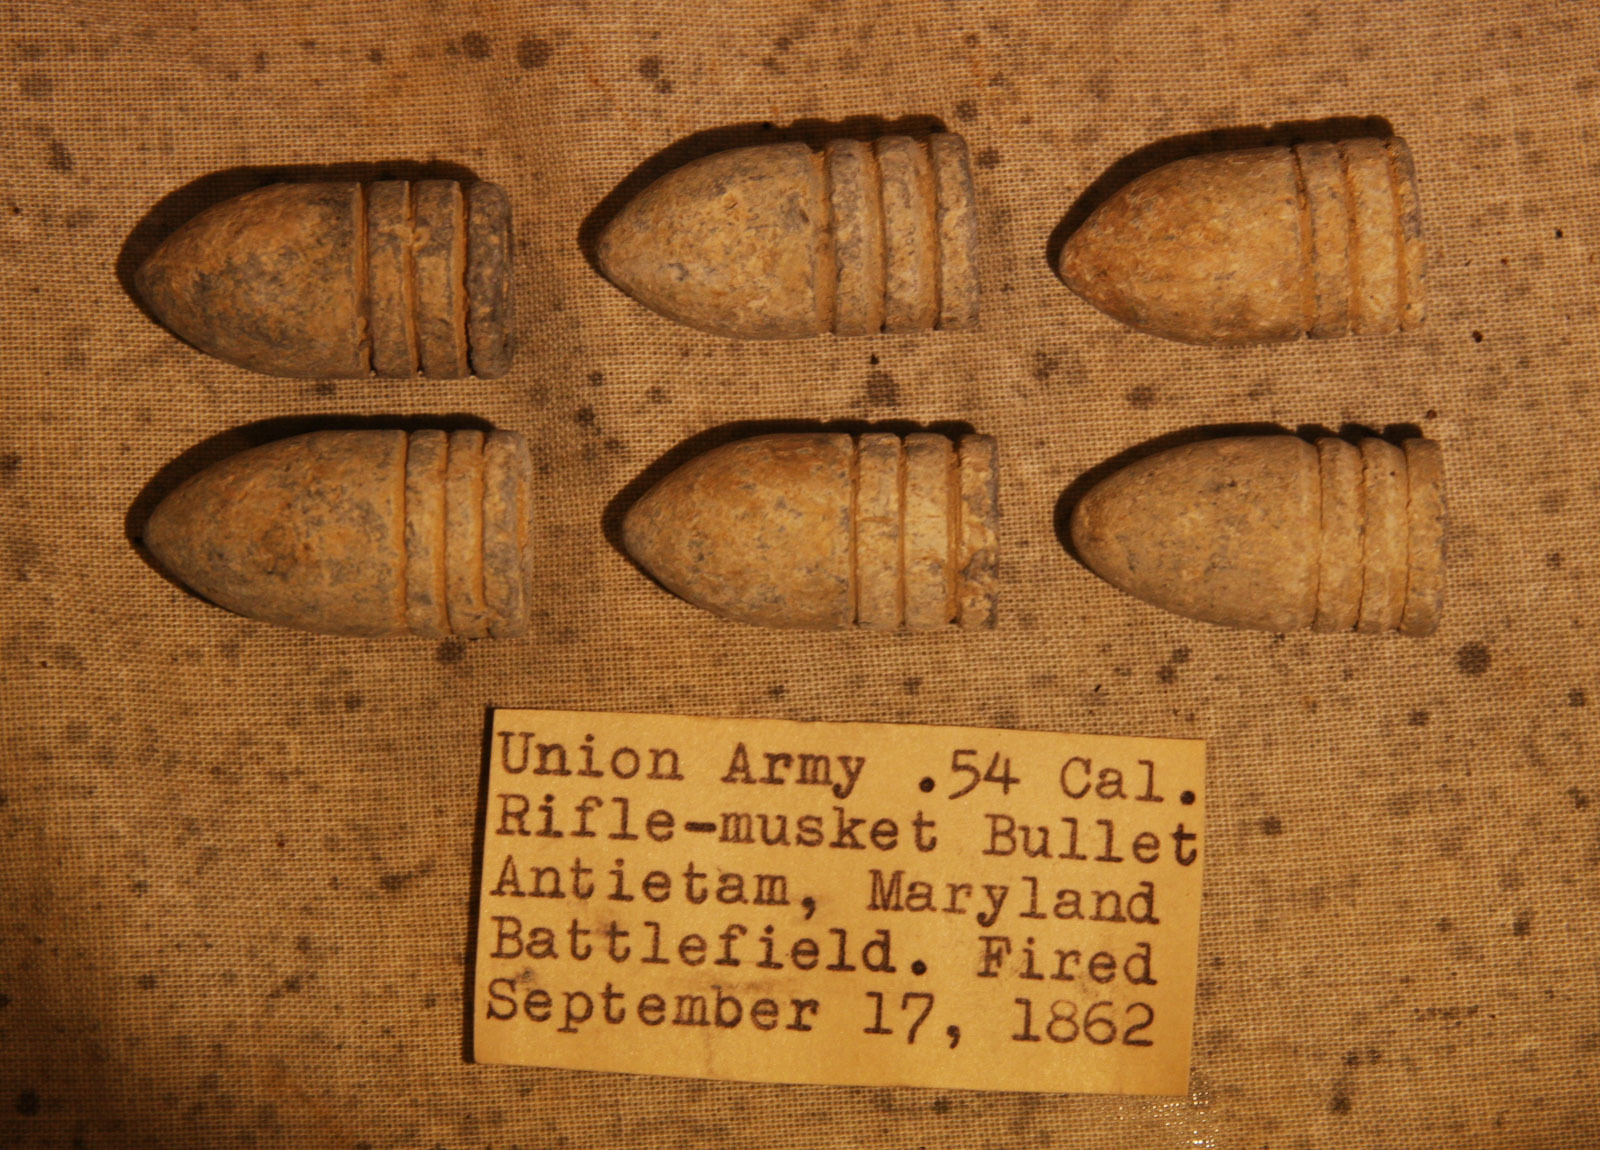 Union Army .54 Cal.
Rifle-musket Bullet
Antietam, Maryland
Battlefield. Fired
September 17, 1862